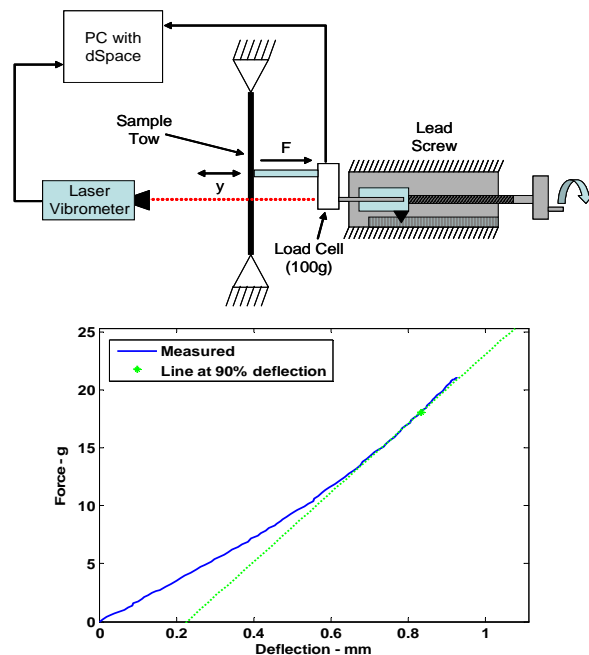 PC with
dSpace
Sample
Tow
F
Lead
Screw
y
Laser
Vibrometer
Load Cell
(100g)
25
20
15
10
5
0
Force - g
Measured
Line at 90% deflection
0
0.2
0.4
0.6
0.8
1
Deflection - mm